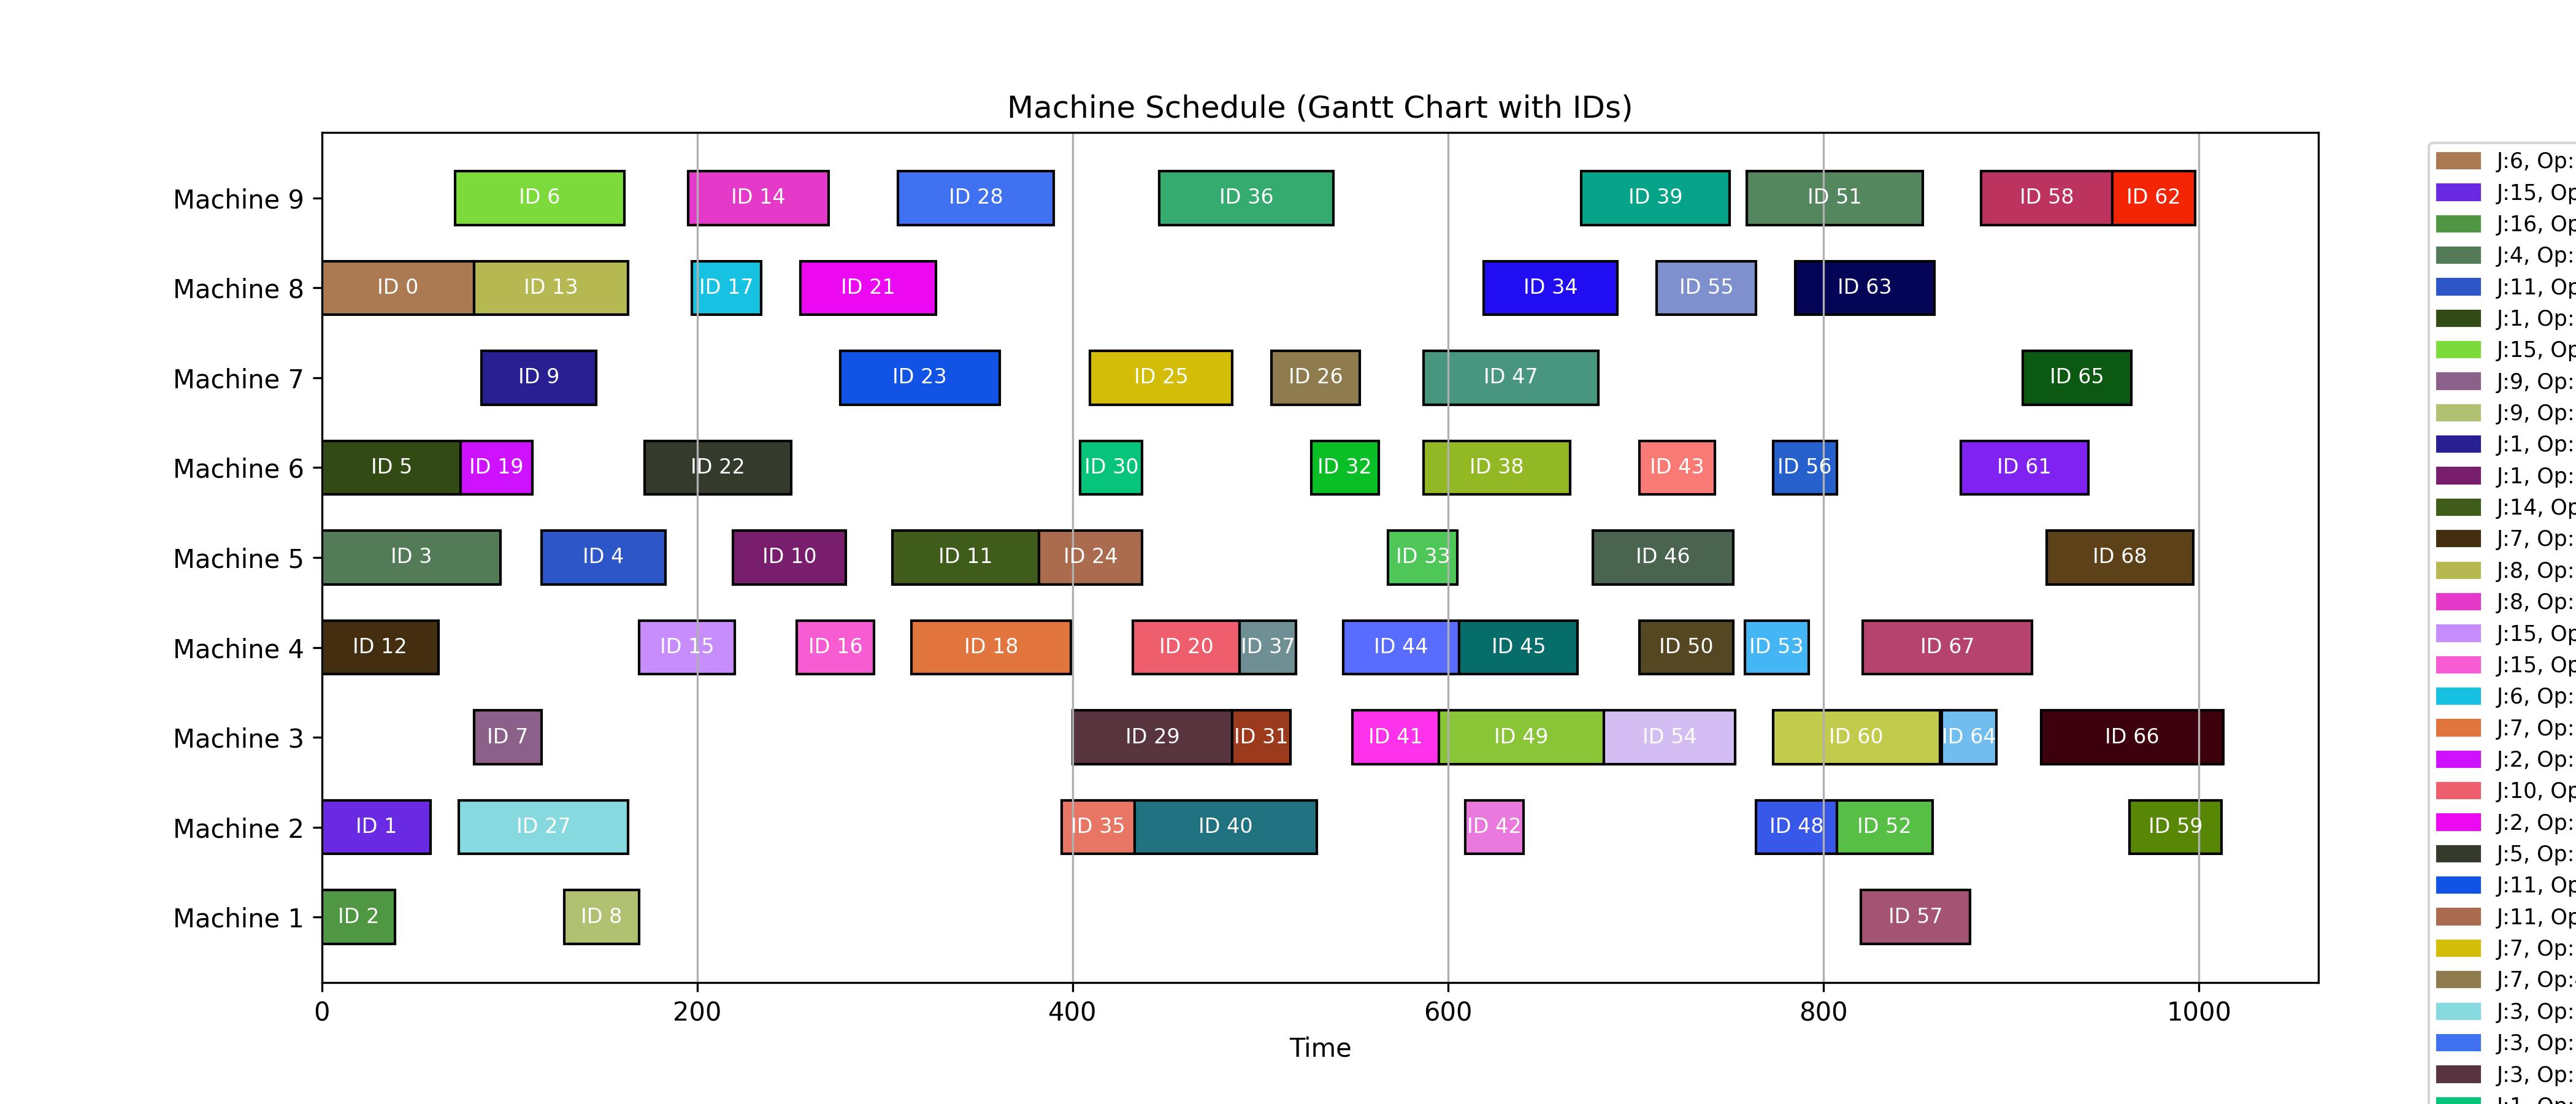 Machine Schedule (Gantt Chart with IDs)
Machine 9
ID 6
ID 14
ID 28
ID 36
ID 39
ID 51
ID 58
ID 62
Machine 8
ID 0
ID 13
ID 17
ID 21
ID 34
ID 55
ID 63
Machine 7
ID 9
ID 23
ID 25
ID 26
ID 47
ID 65
Machine 6
ID 5
ID 19
ID 22
ID 30
ID 32
ID 38
ID 43
ID 56
ID 61
Machine 5
ID 3
ID 4
ID 10
ID 11
ID 24
ID 33
ID 46
ID 68
Machine 4
ID 12
ID 15
ID 16
ID 18
ID 20
ID 37
ID 44
ID 45
ID 50
ID 53
ID 67
Machine 3
ID 7
ID 29
ID 31
ID 41
ID 49
ID 54
ID 60
ID 64
ID 66
Machine 2
ID 1
ID 27
ID 35
ID 40
ID 42
ID 48
ID 52
ID 59
Machine 1
ID 2
ID 8
ID 57
0
200
400
600
800
1000
Time
J:6, Op:
J:15, Op
J:16, Op
J:4, Op:
J:11, Op
J:1, Op:
J:15, Op
J:9, Op:
J:9, Op:
J:1, Op:
J:1, Op:
J:14, Op
J:7, Op:
J:8, Op:
J:8, Op:
J:15, Op
J:15, Op
J:6, Op:
J:7, Op:
J:2, Op:
J:10, Op
J:2, Op:
J:5, Op:
J:11, Op
J:11, Op
J:7, Op:
J:7, Op:
J:3, Op:
J:3, Op:
J:3, Op: